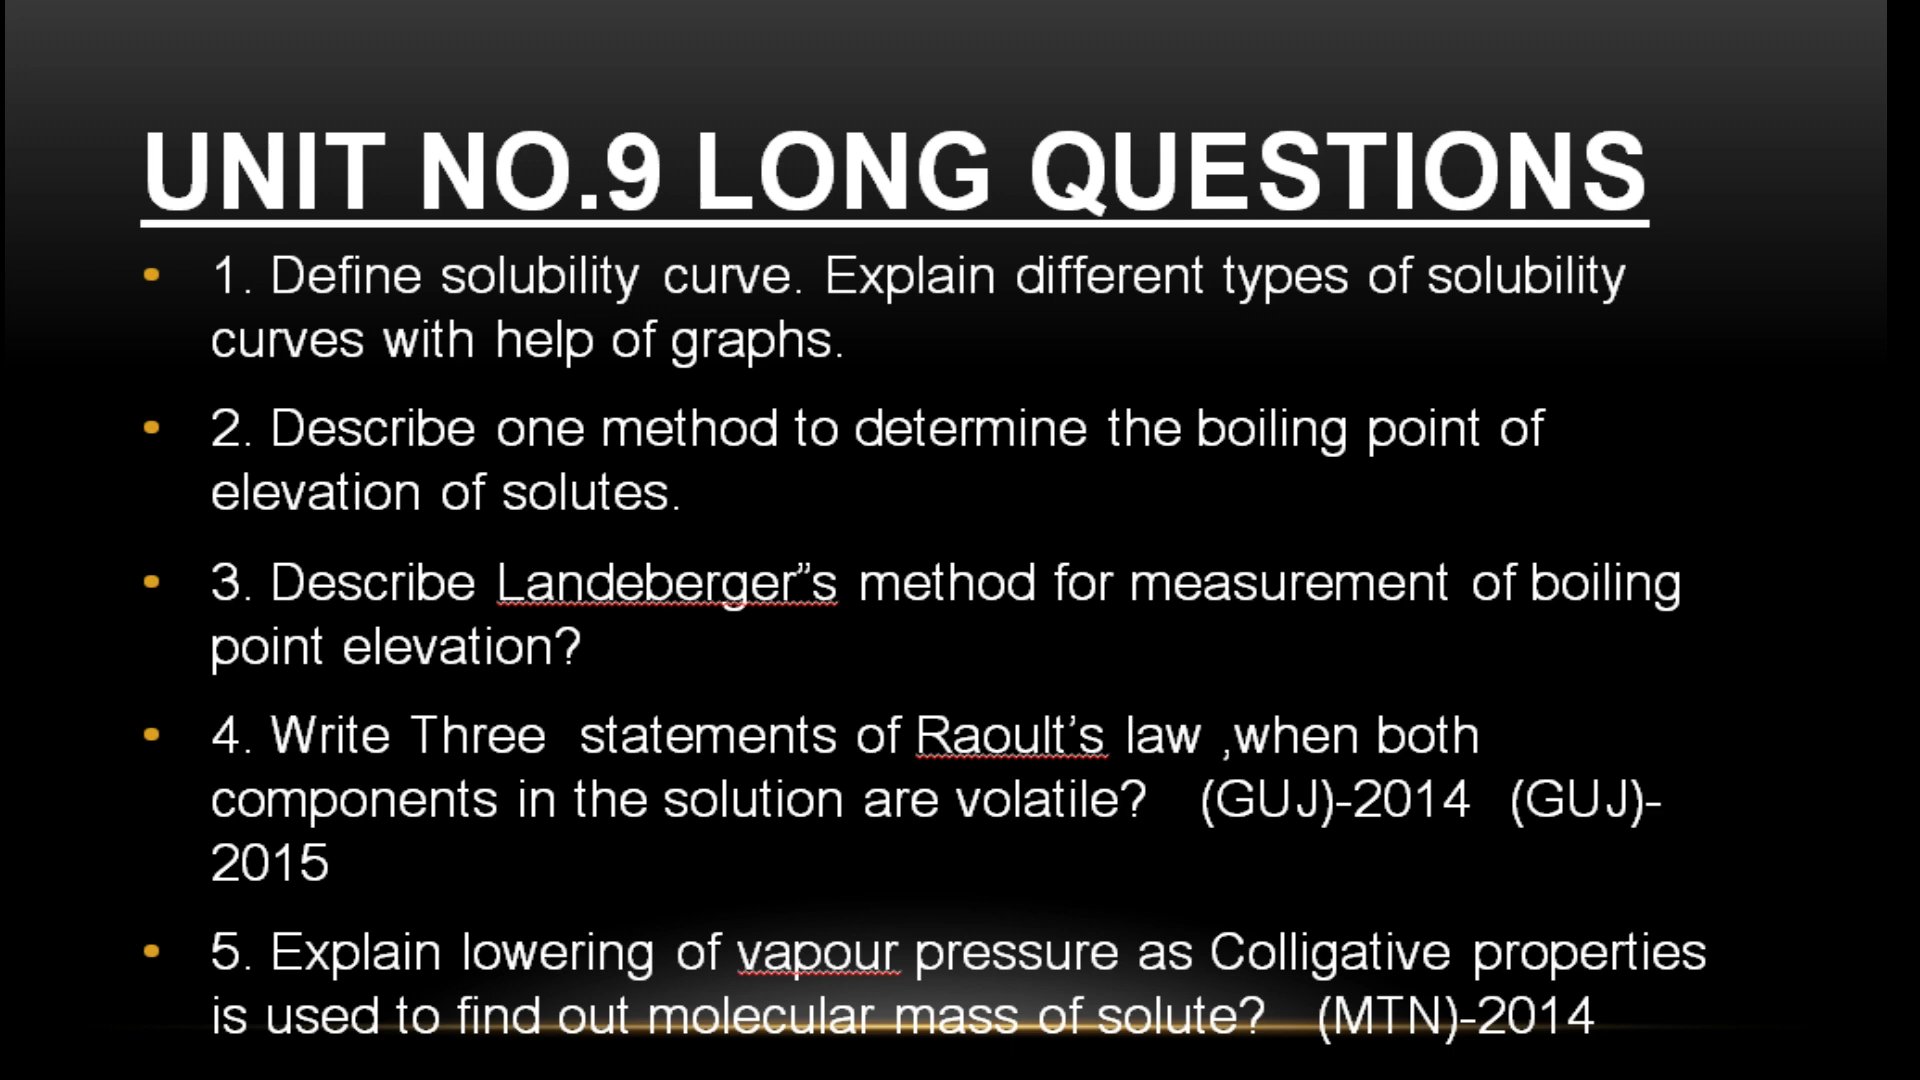 UNIT NO.9 LONG QUESTIONS
• 1. Define solubility curve. Explain different types of solubility
curves with help of graphs.
• 2. Describe one method to determine the boiling point of
elevation of solutes.
• 3. Describe Landeberger”s method for measurement of boiling
point elevation?
• 4. Write Three statements of Raoult’s law ,when both
components in the solution are volatile? (GUJ)-2014 (GUJ)-
2015
• 5. Explain lowering of vapour pressure as Colligative properties
is used to find out molecular mass of solute? (MTN)-2014